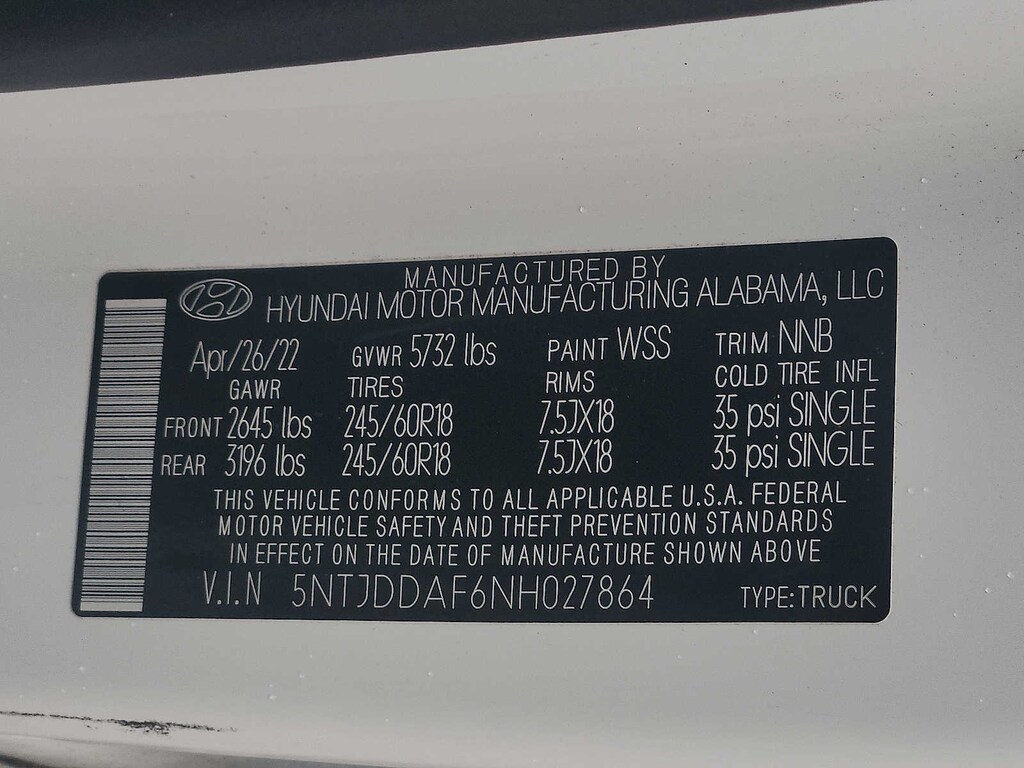 MANUFACTURED BY
HYUNDAI MOTOR MANUFACTURING ALABAMA, LLC
Apr/26/22 GVWR 5732 lbs PAINT WSS TRIM NNB
GAWR TIRES RIMS COLD TIRE INFL
FRONT 2645 lbs 245/60R18 7.5JX18 35 psi SINGLE
REAR 3196 lbs 245/60R18 7.5JX18 35 psi SINGLE
THIS VEHICLE CONFORMS TO ALL APPLICABLE U.S.A. FEDERAL
MOTOR VEHICLE SAFETY AND THEFT PREVENTION STANDARDS
IN EFFECT ON THE DATE OF MANUFACTURE SHOWN ABOVE
V.I.N 5NTJDDAF6NH027864 TYPE:TRUCK